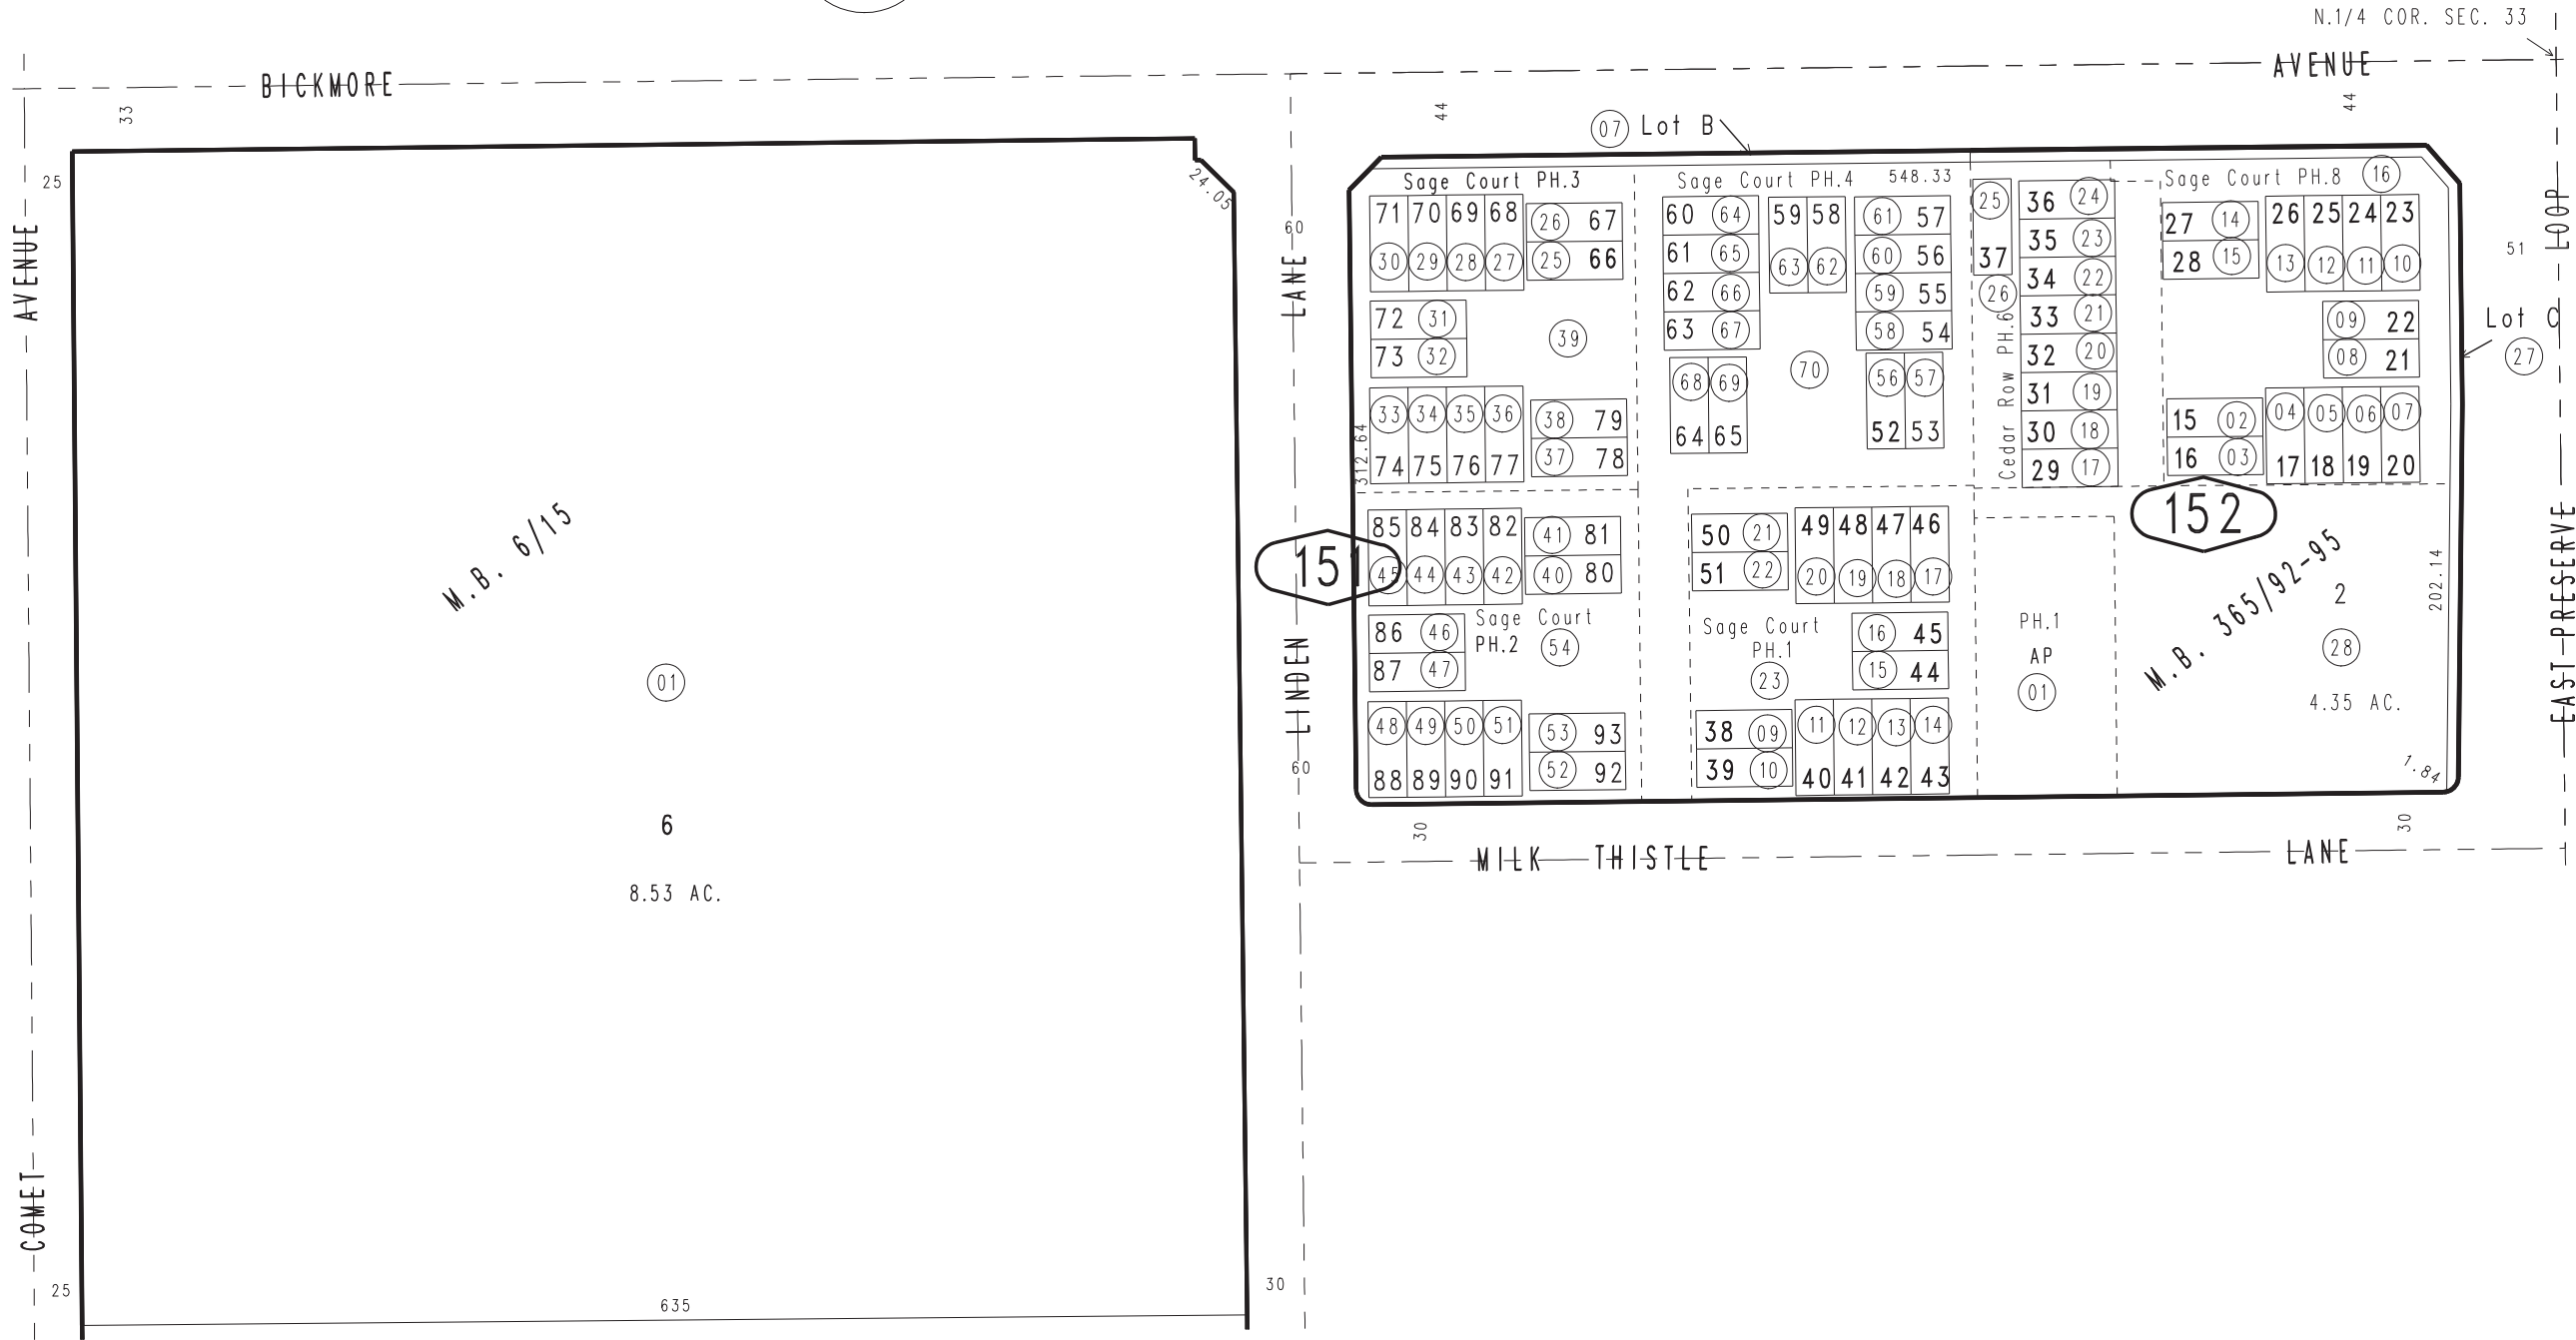 N.1/4 COR. SEC. 33
BICKMORE
AVENUE
33
44
44
07 Lot B
25
24.05
AVENUE
60
LANE
LOOP
51
Lot C
27
Sage Court PH.3
71 70 69 68
30 29 28 27
26 67
25 66
72 31
73 32
39
33 34 35 36
74 75 76 77
38 79
37 78
312.64
Sage Court PH.4
548.33
60 64
61 65
62 66
63 67
59 58
63 62
61 57
60 56
59 55
58 54
68 69
64 65
70
56 57
52 53
25
37
26
Cedar Row PH.6
36 24
35 23
34 22
33 21
32 20
31 19
30 18
29 17
Sage Court PH.8 16
27 14
28 15
26 25 24 23
13 12 11 10
09 22
08 21
15 02
16 03
04 05 06 07
17 18 19 20
151
152
85 84 83 82
45 44 43 42
41 81
40 80
86 46
87 47
Sage Court
PH.2 54
48 49 50 51
88 89 90 91
53 93
52 92
50 21
51 22
49 48 47 46
20 19 18 17
Sage Court
PH.1
23
16 45
15 44
38 09
39 10
11 12 13 14
40 41 42 43
PH.1
AP
01
M.B. 365/92-95
2
28
4.35 AC.
202.14
1.84
EAST PRESERVE
LINDEN
60
30
30
MILK THISTLE
LANE
M.B. 6/15
01
6
8.53 AC.
COMET
25
635
30